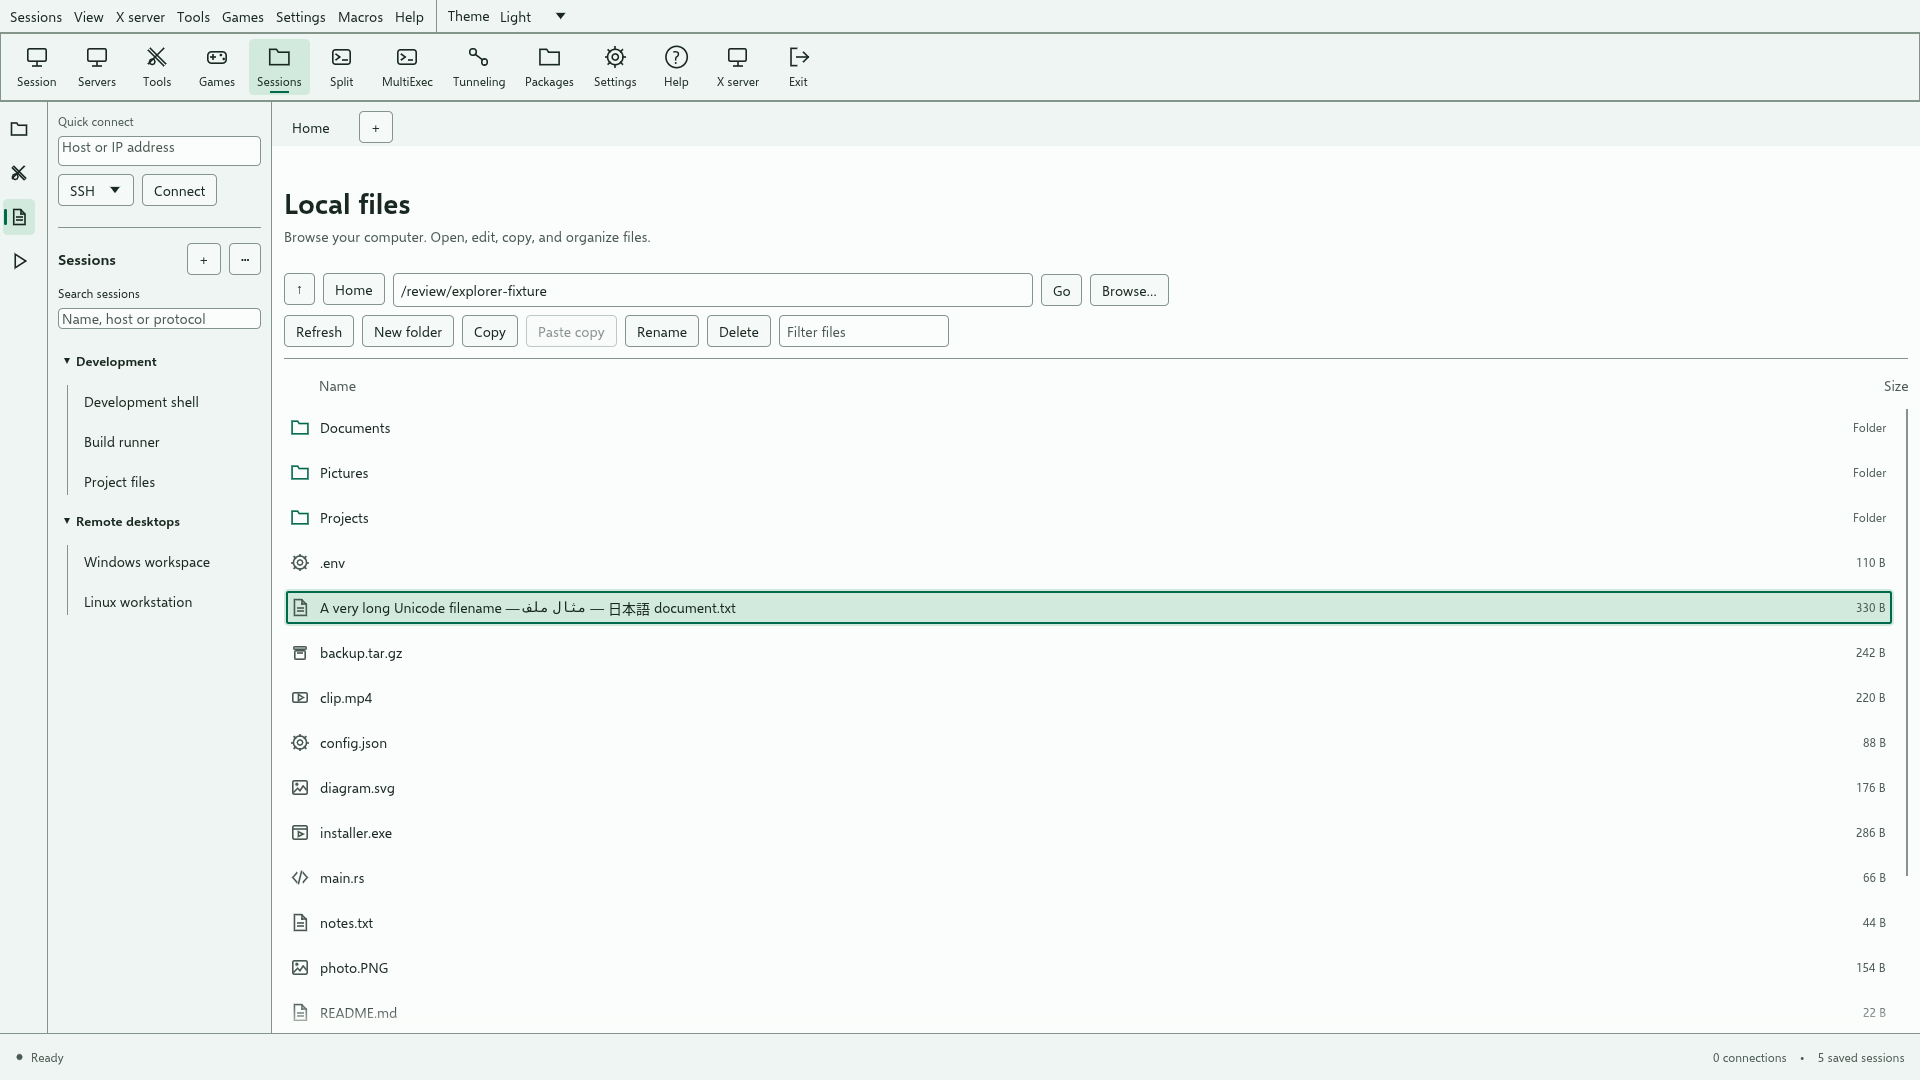 Sessions View X server Tools Games Settings Macros Help Theme Light
Session Servers Tools Games Sessions Split MultiExec Tunneling Packages Settings Help X server Exit
Quick connect
Host or IP address
SSH Connect
Sessions + ...
Search sessions
Name, host or protocol
Development
Development shell
Build runner
Project files
Remote desktops
Windows workspace
Linux workstation
Home +
Local files
Browse your computer. Open, edit, copy, and organize files.
↑ Home /review/explorer-fixture Go Browse...
Refresh New folder Copy Paste copy Rename Delete Filter files
Name Size
Documents Folder
Pictures Folder
Projects Folder
.env 110 B
A very long Unicode filename — مثال ملف — 日本語 document.txt 330 B
backup.tar.gz 242 B
clip.mp4 220 B
config.json 88 B
diagram.svg 176 B
installer.exe 286 B
main.rs 66 B
notes.txt 44 B
photo.PNG 154 B
README.md 22 B
Ready 0 connections • 5 saved sessions